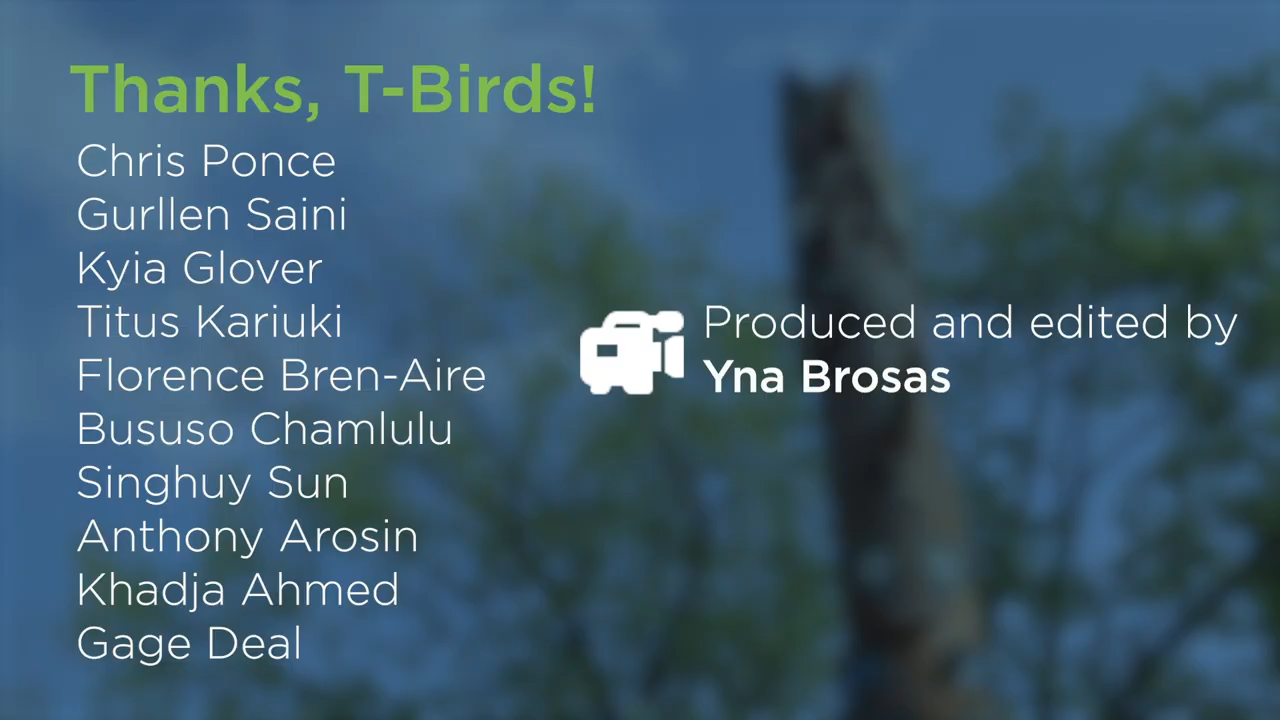 Thanks, T-Birds!
Chris Ponce
Gurllen Saini
Kyia Glover
Titus Kariuki
Florence Bren-Aire
Bususo Chamlulu
Singhuy Sun
Anthony Arosin
Khadja Ahmed
Gage Deal
Produced and edited by
Yna Brosas